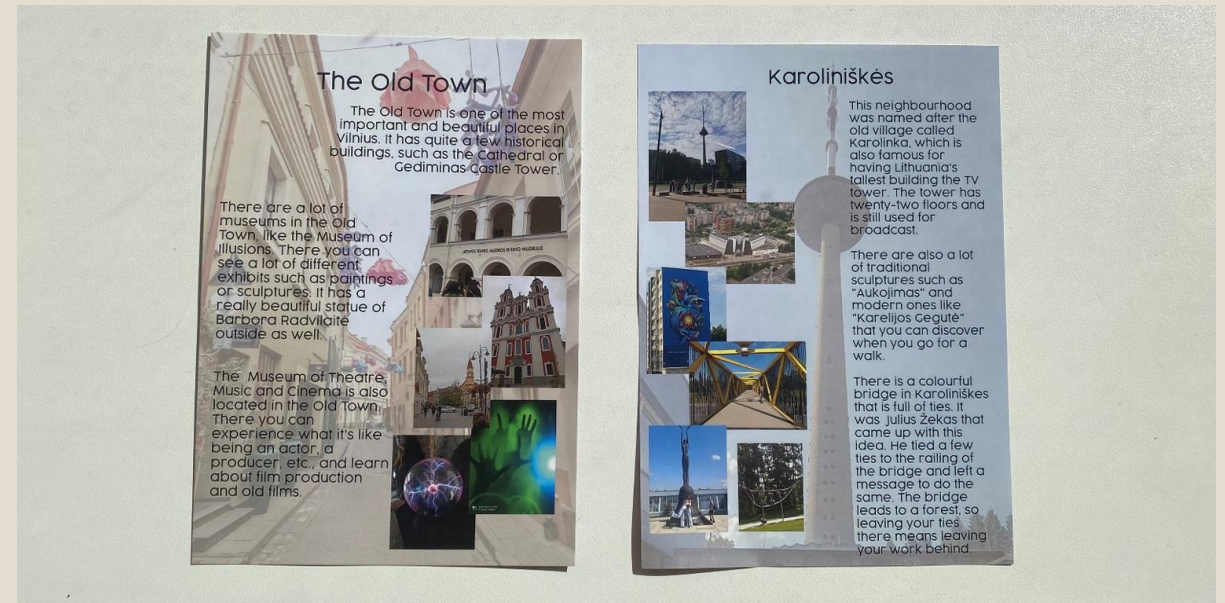 The Old Town
The Old Town is one of the most
important and beautiful places in
Vilnius. It has quite a few historical
buildings, such as the Cathedral or
Gediminas Castle Tower.
There are a lot of
museums in the Old
Town, like the Museum of
Illusions. There you can
see a lot of different
exhibits such as paintings
or sculptures. It has a
really beautiful statue of
Barbora Radvilaitė
outside as well.
The Museum of Theatre,
Music and Cinema is also
located in the Old Town.
There you can
experience what it's like
being an actor, a
producer, etc., and learn
about film production
and old films.
Karoliniškės
This neighbourhood
was named after the
old village called
Karolinka, which is
also famous for
having Lithuania's
tallest building the TV
tower. The tower has
twenty-two floors and
is still used for
broadcast.
There are also a lot
of traditional
sculptures such as
"Aukojimas" and
modern ones like
"Karelijos Gegutė"
that you can discover
when you go for a
walk.
There is a colourful
bridge in Karoliniškes
that is full of ties. It
was Julius Žekas that
came up with this
idea. He tied a few
ties to the railing of
the bridge and left a
message to do the
same. The bridge
leads to a forest, so
leaving your ties
there means leaving
your work behind.